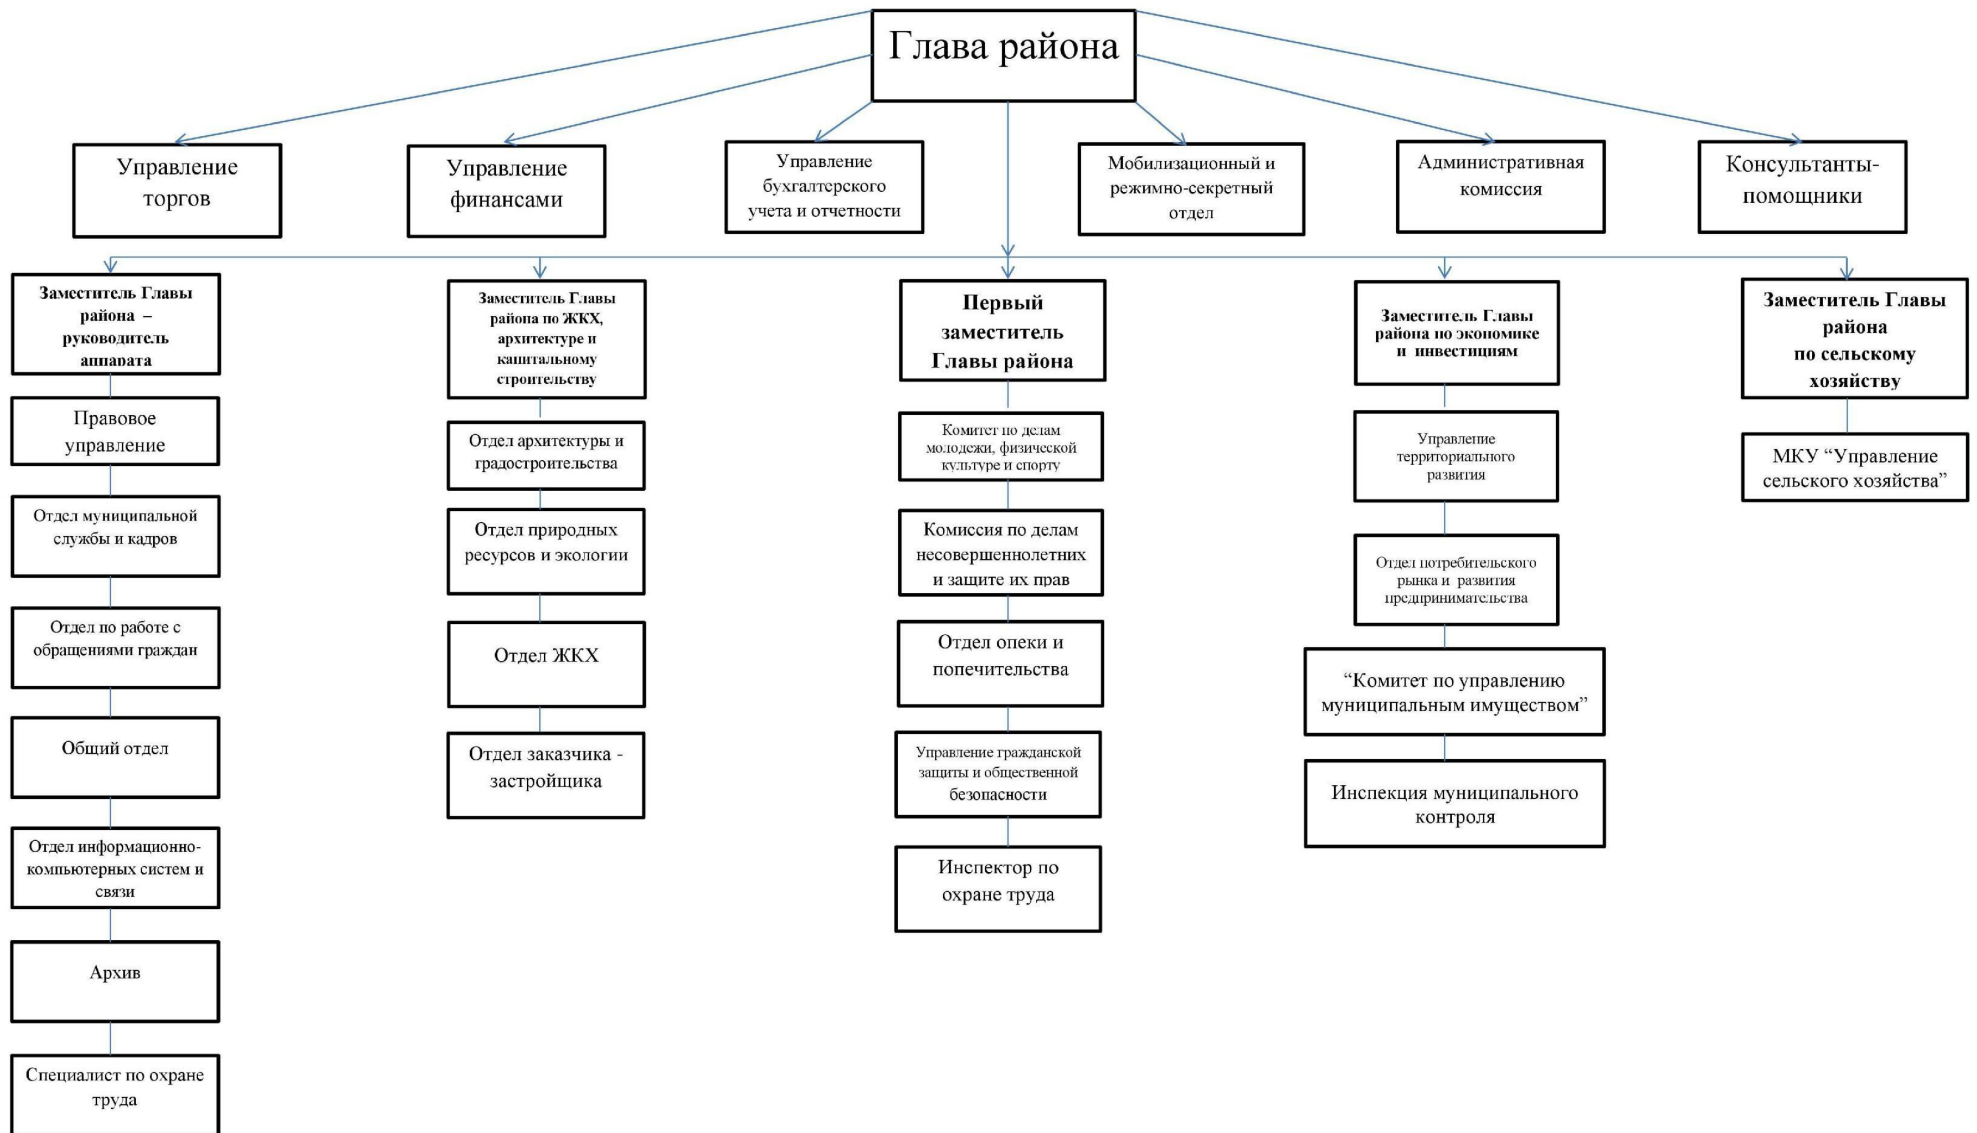 Глава района
Управление
торгов
Управление
финансами
Управление
бухгалтерского
учета и отчетности
Мобилизационный и
режимно-секретный
отдел
Административная
комиссия
Консультанты-
помощники
Заместитель Главы
района –
руководитель
аппарата
Правовое
управление
Отдел муниципальной
службы и кадров
Отдел по работе с
обращениями граждан
Общий отдел
Отдел информационно-
компьютерных систем и
связи
Архив
Специалист по охране
труда
Заместитель Главы
района по ЖКХ,
архитектуре и
капитальному
строительству
Отдел архитектуры и
градостроительства
Отдел природных
ресурсов и экологии
Отдел ЖКХ
Отдел заказчика -
застройщика
Первый
заместитель
Главы района
Комитет по делам
молодежи, физической
культуре и спорту
Комиссия по делам
несовершеннолетних
и защите их прав
Отдел опеки и
попечительства
Управление гражданской
защиты и общественной
безопасности
Инспектор по
охране труда
Заместитель Главы
района по экономике
и инвестициям
Управление
территориального
развития
Отдел потребительского
рынка и развития
предпринимательства
“Комитет по управлению
муниципальным имуществом”
Инспекция муниципального
контроля
Заместитель Главы
района
по сельскому
хозяйству
МКУ “Управление
сельского хозяйства”